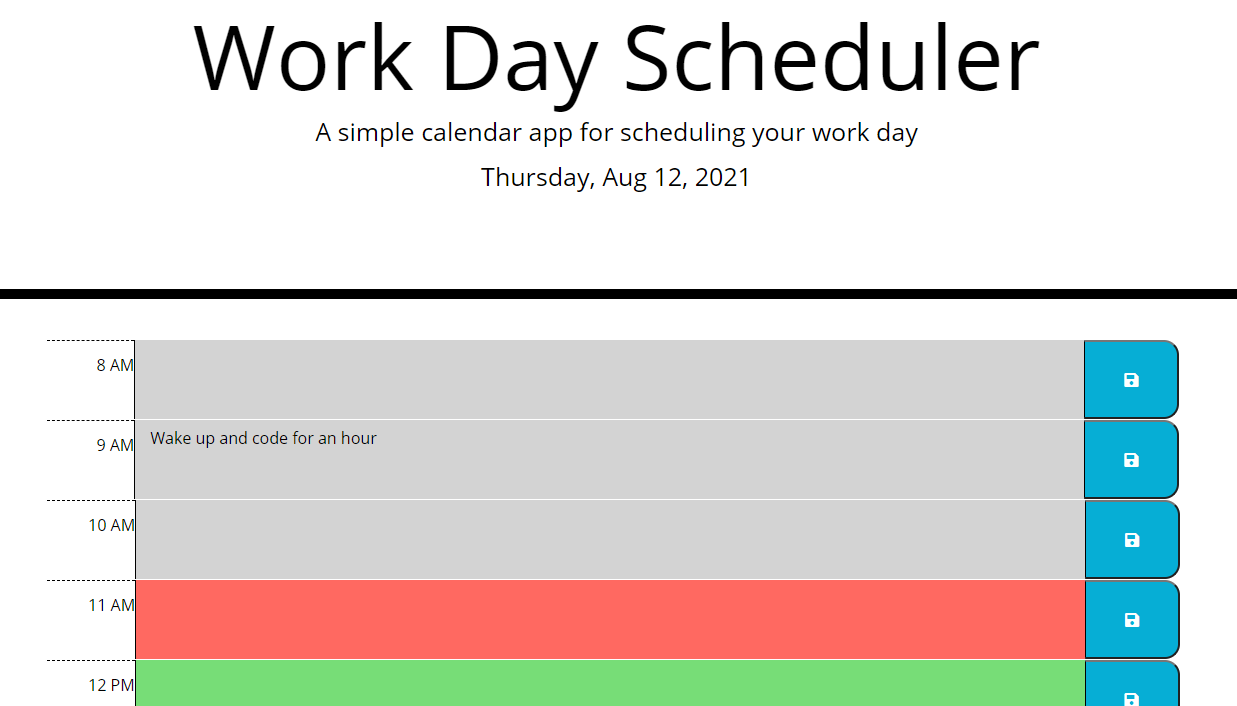 Work Day Scheduler
A simple calendar app for scheduling your work day
Thursday, Aug 12, 2021
8 AM
9 AM
Wake up and code for an hour
10 AM
11 AM
12 PM